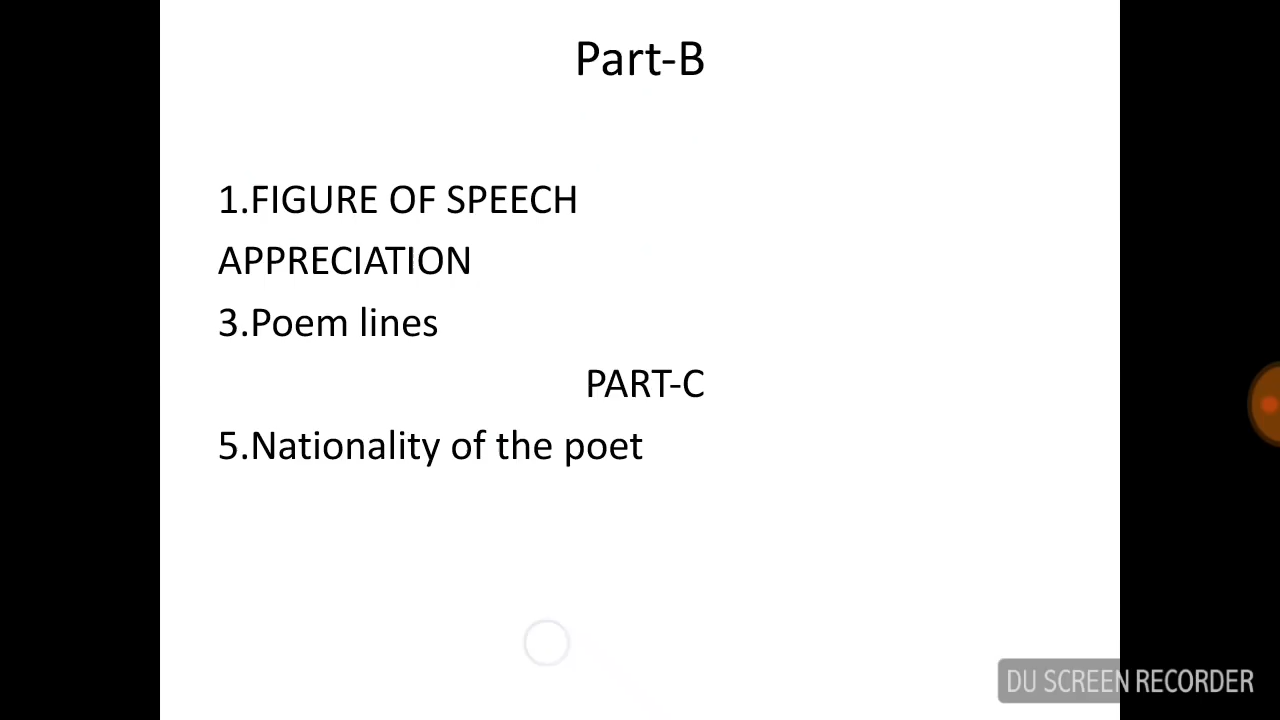 Part-B
1.FIGURE OF SPEECH
APPRECIATION
3.Poem lines
PART-C
5.Nationality of the poet
DU SCREEN RECORDER